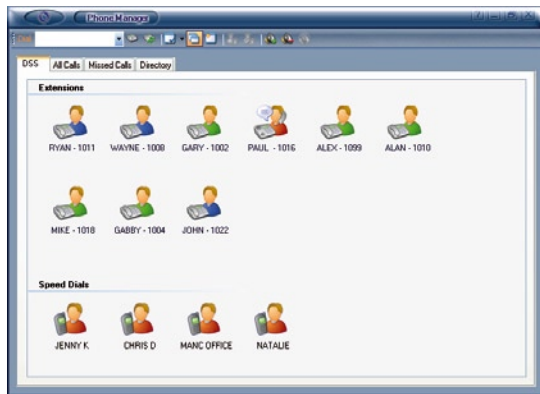 Phone Manager
Dial
DSS All Calls Missed Calls Directory
Extensions
RYAN - 1011 WAYNE - 1008 GARY - 1002 PAUL - 1016 ALEX - 1099 ALAN - 1010
MIKE - 1018 GABBY - 1004 JOHN - 1022
Speed Dials
JENNY K CHRIS D MANC OFFICE NATALIE